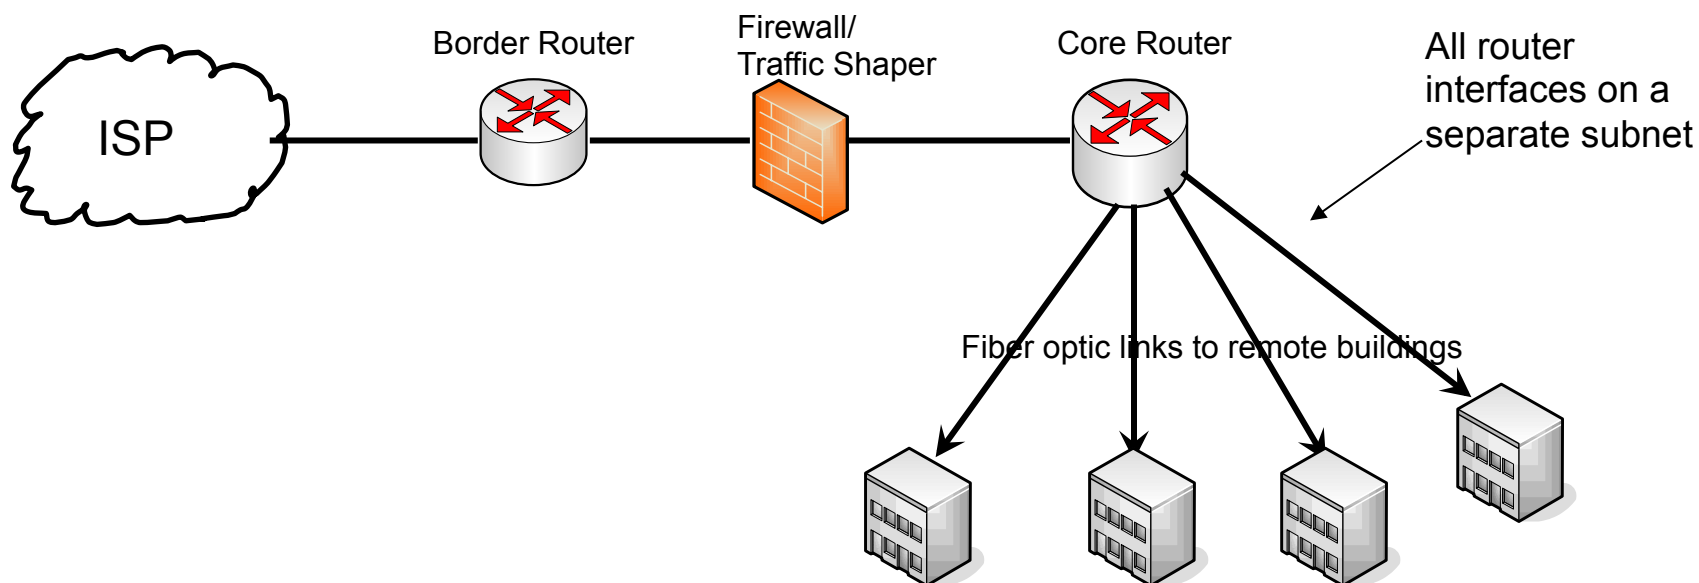 ISP
Border Router
Firewall/
Traffic Shaper
Core Router
All router
interfaces on a
separate subnet
Fiber optic links to remote buildings